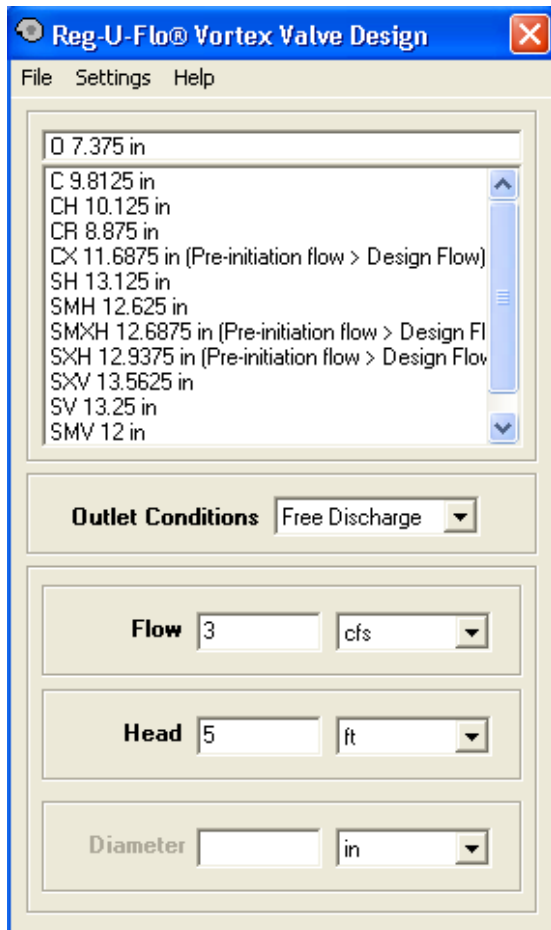 Reg-U-Flo® Vortex Valve Design
File Settings Help
O 7.375 in
C 9.8125 in
CH 10.125 in
CR 8.875 in
CX 11.6875 in (Pre-initiation flow > Design Flow)
SH 13.125 in
SMH 12.625 in
SMXH 12.6875 in (Pre-initiation flow > Design Fl
SXH 12.9375 in (Pre-initiation flow > Design Flow
SXV 13.5625 in
SV 13.25 in
SMV 12 in
Outlet Conditions Free Discharge
Flow 3 cfs
Head 5 ft
Diameter in